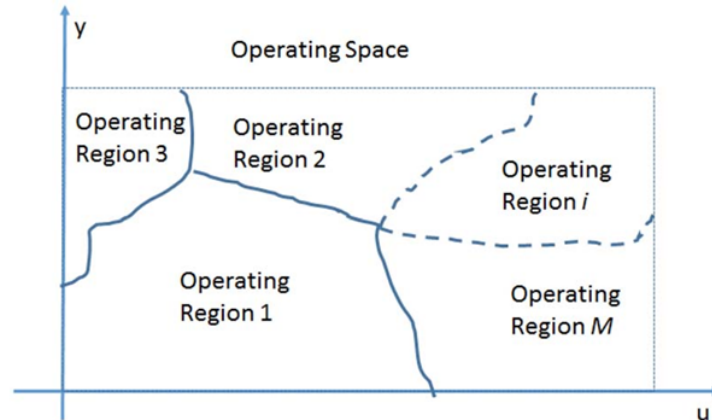 y
Operating Space
Operating
Region 3
Operating
Region 2
Operating
Region i
Operating
Region 1
Operating
Region M
u